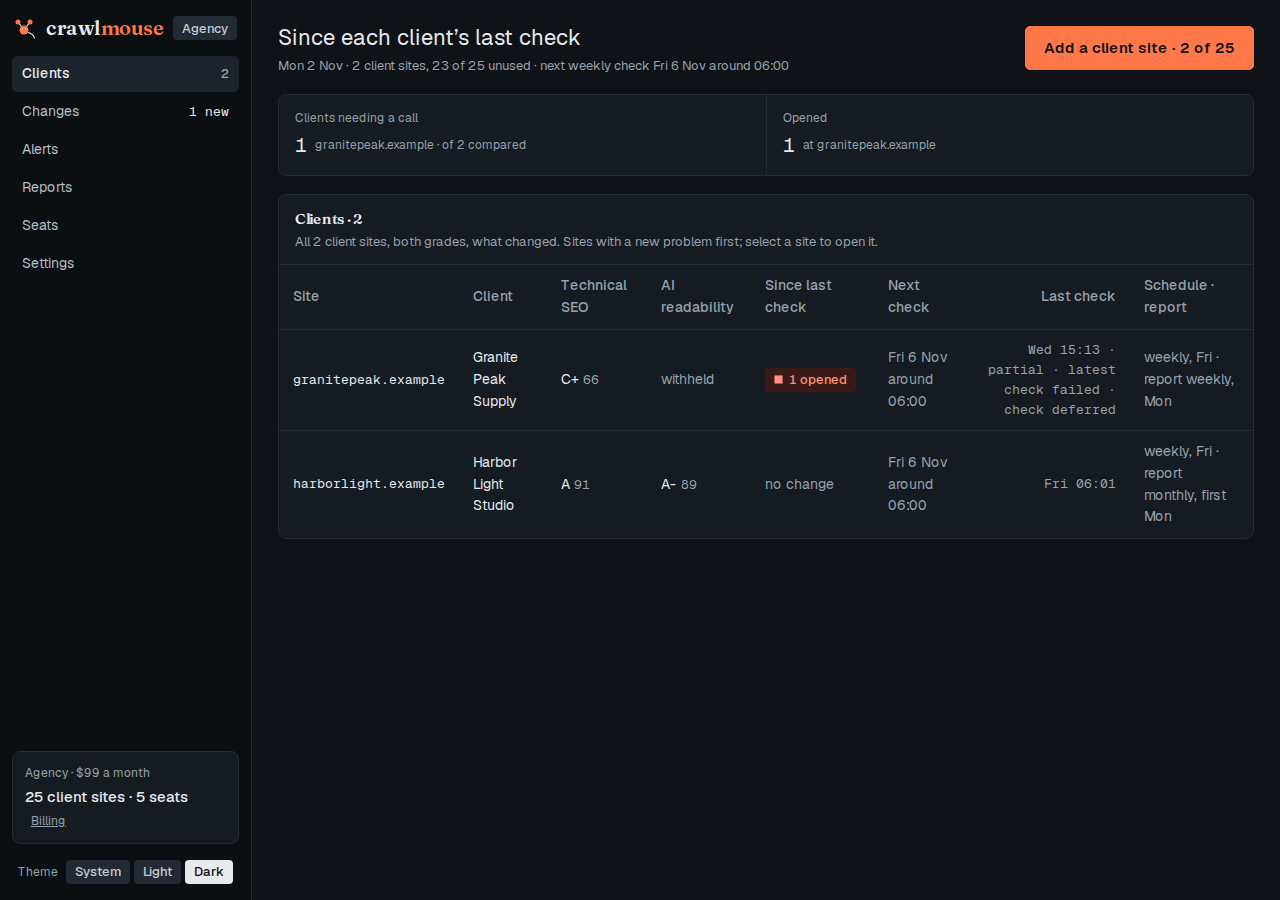 crawlmouse Agency
Clients 2
Changes 1 new
Alerts
Reports
Seats
Settings
Agency · $99 a month
25 client sites · 5 seats
Billing
Theme System Light Dark
Since each client’s last check
Mon 2 Nov · 2 client sites, 23 of 25 unused · next weekly check Fri 6 Nov around 06:00
Add a client site · 2 of 25
Clients needing a call
1 granitepeak.example · of 2 compared
Opened
1 at granitepeak.example
Clients · 2
All 2 client sites, both grades, what changed. Sites with a new problem first; select a site to open it.
Site
Client
Technical
SEO
AI
readability
Since last
check
Next
check
Last check
Schedule ·
report
granitepeak.example
Granite
Peak
Supply
C+ 66
withheld
1 opened
Fri 6 Nov
around
06:00
Wed 15:13 ·
partial · latest
check failed ·
check deferred
weekly, Fri ·
report weekly,
Mon
harborlight.example
Harbor
Light
Studio
A 91
A- 89
no change
Fri 6 Nov
around
06:00
Fri 06:01
weekly, Fri ·
report
monthly, first
Mon